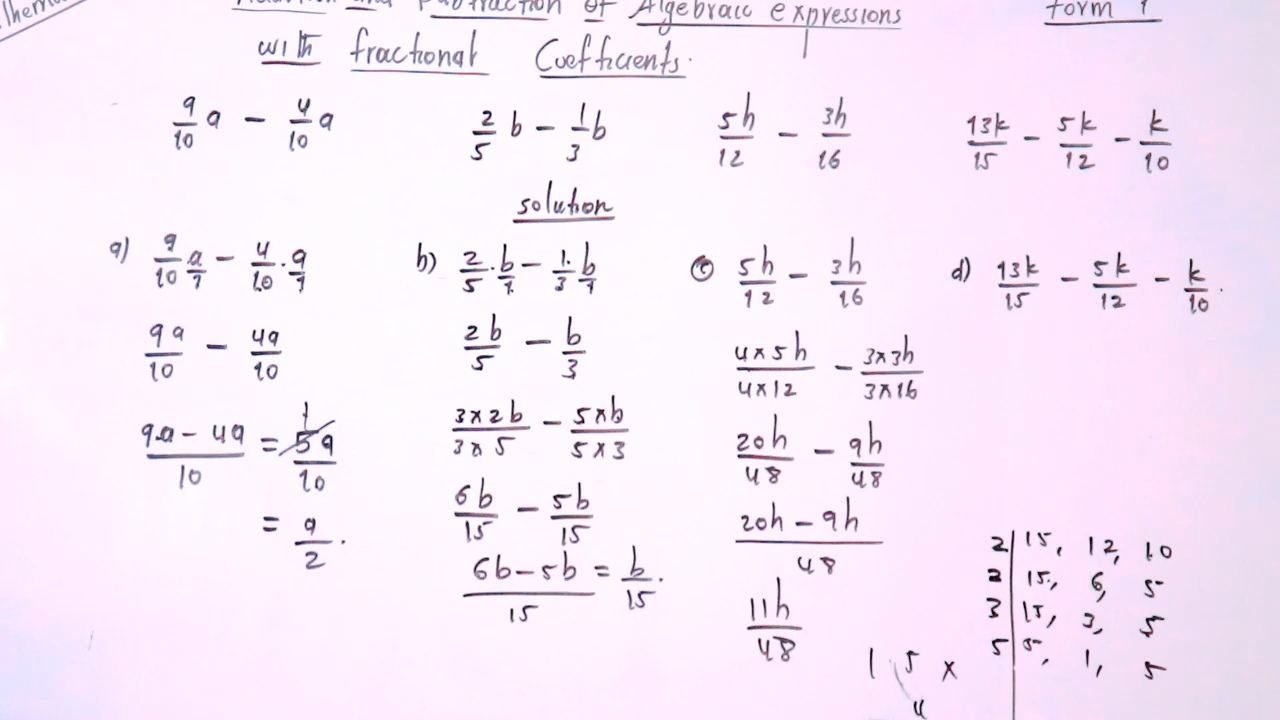 Addition and Subtraction of Algebraic expressions form 1
with fractional Coefficients.
9/10 a − 4/10 a
2/5 b − 1/3 b
5h/12 − 3h/16
13k/15 − 5k/12 − k/10
solution
a) 9/10 a/1 − 4/10 . a/1
9a/10 − 4a/10
9a − 4a/10 = 5a/10 1
= a/2 .
b) 2/5 . b/1 − 1/3 . b/1
2b/5 − b/3
3×2b/3×5 − 5×b/5×3
6b/15 − 5b/15
6b−5b/15 = b/15 .
c 5h/12 − 3h/16
4×5h/4×12 − 3×3h/3×16
20h/48 − 9h/48
20h − 9h/48
11h/48
d) 13k/15 − 5k/12 − k/10 .
2 | 15, 12, 10
2 | 15, 6, 5
3 | 15, 3, 5
5 | 5, 1, 5
15 ×
4